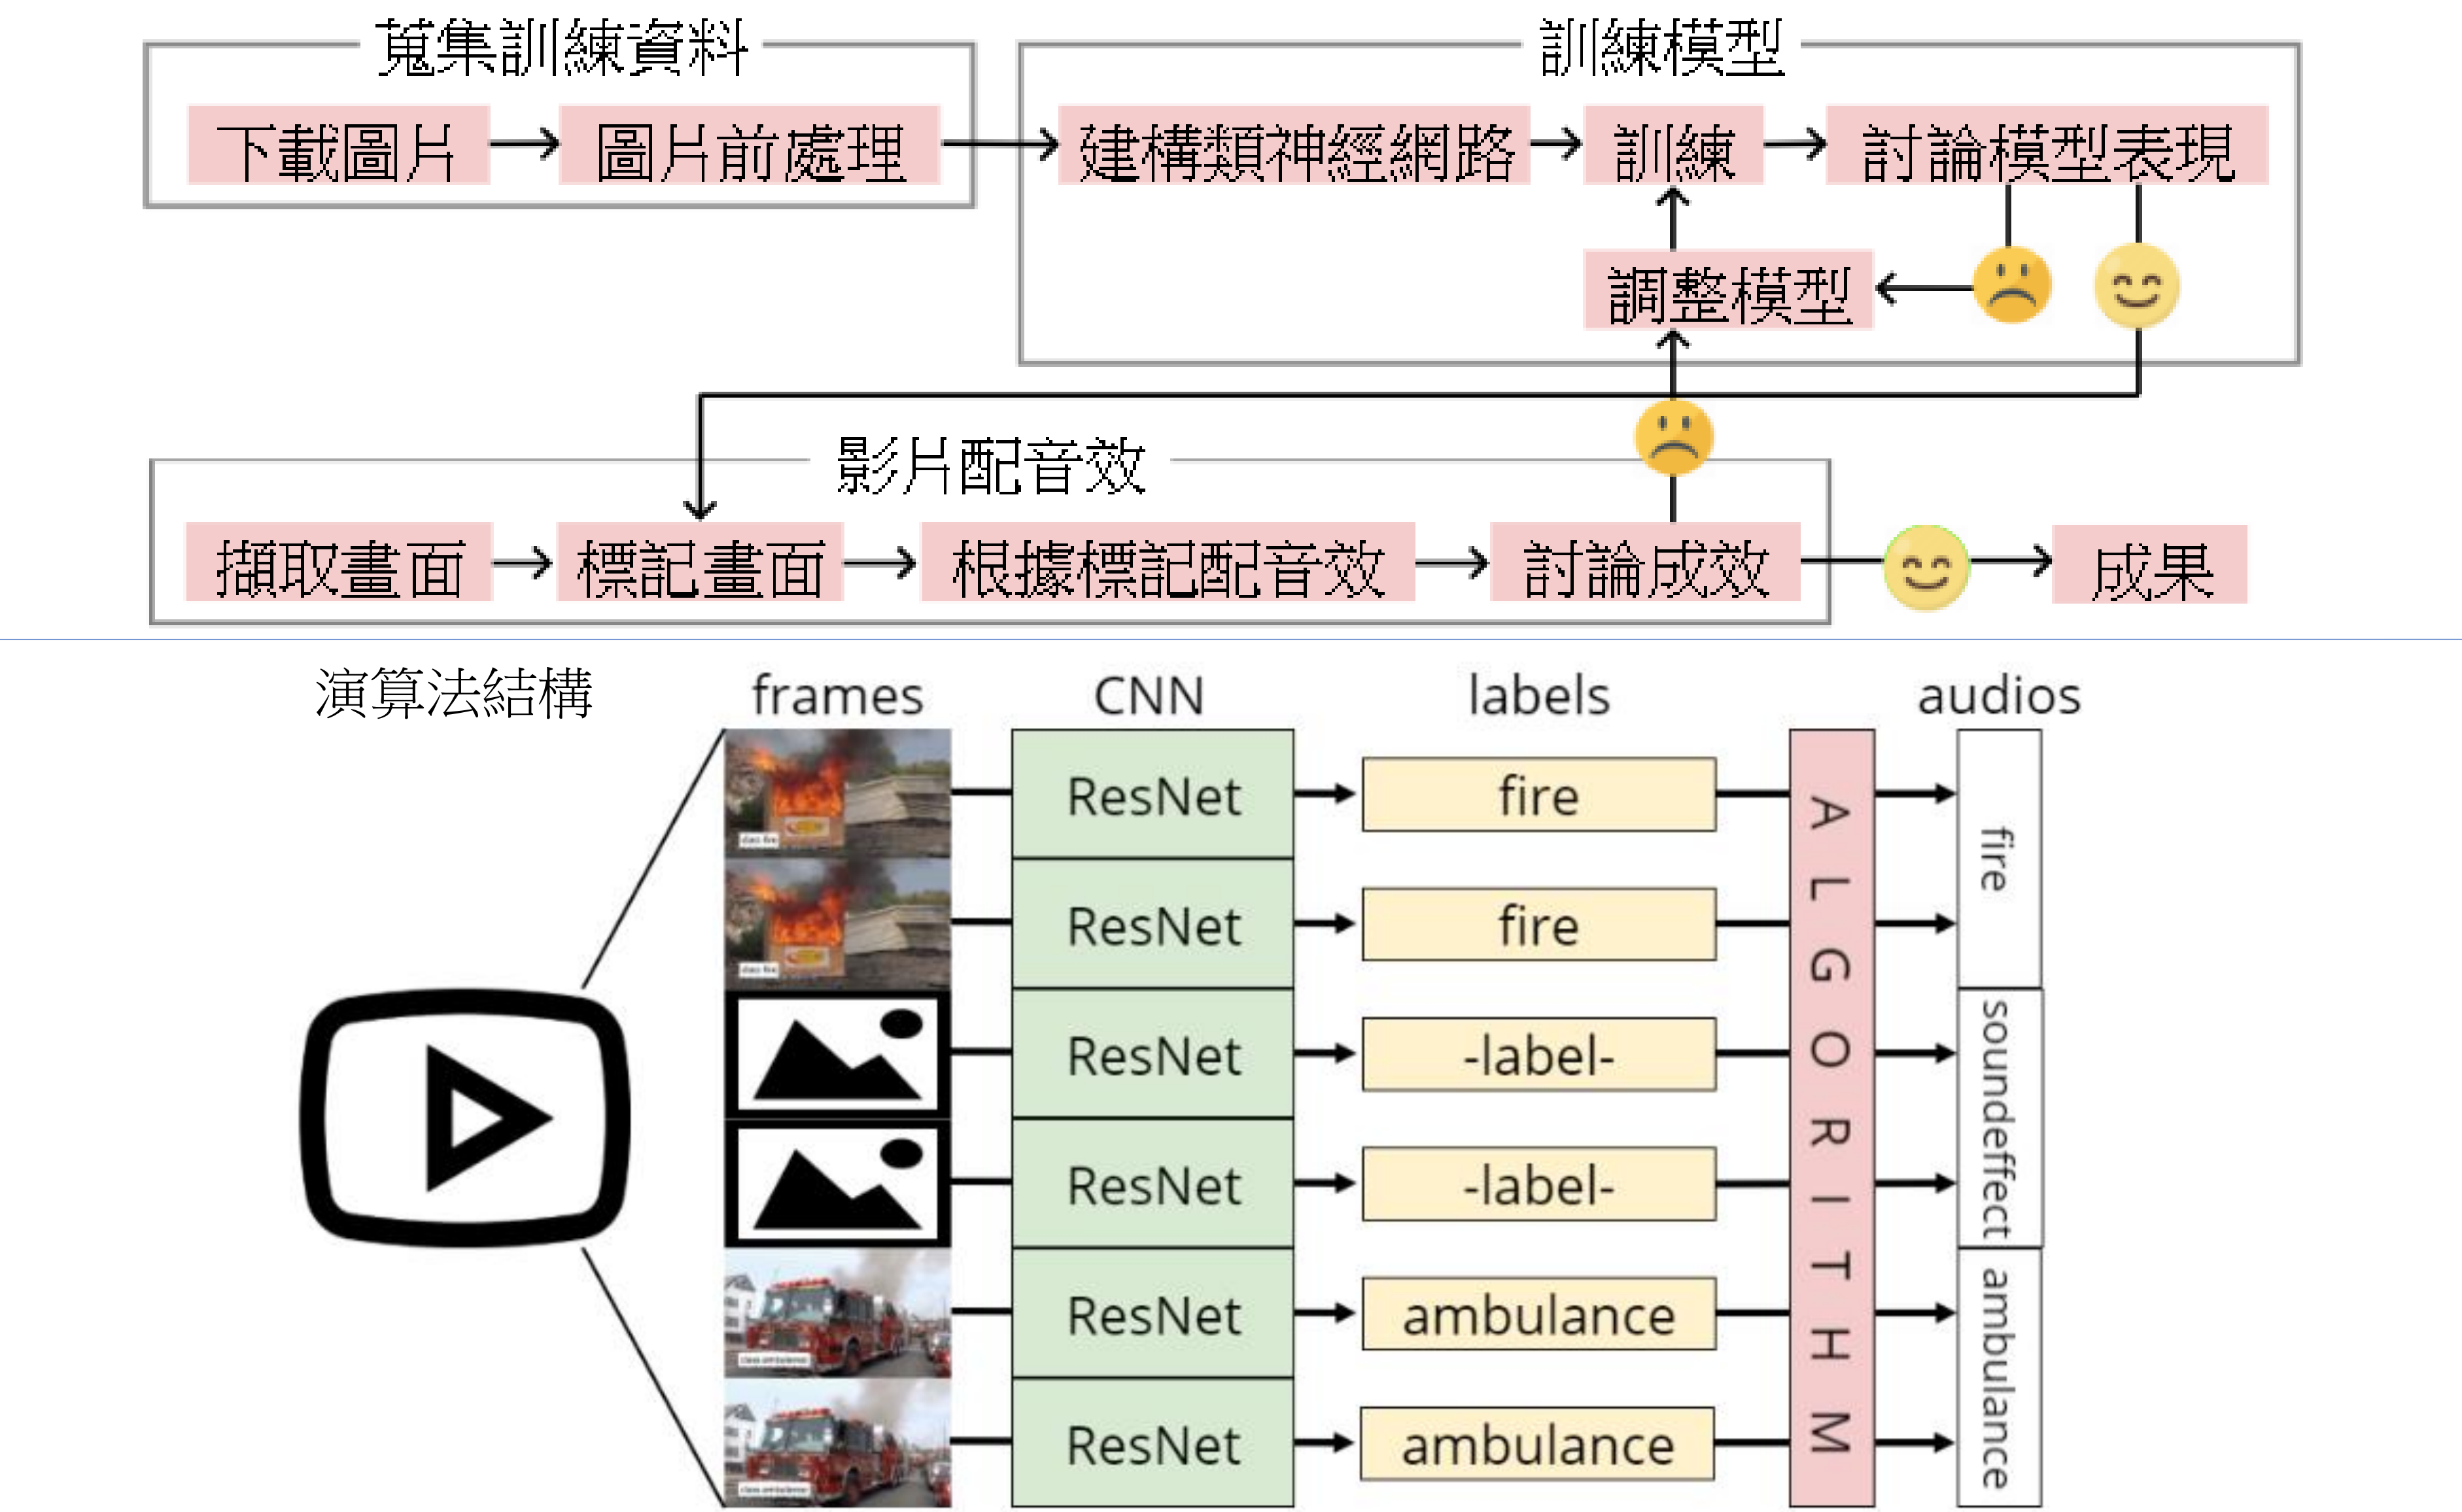 蒐集訓練資料
訓練模型
下載圖片
圖片前處理
建構類神經網路
訓練
討論模型表現
調整模型
影片配音效
擷取畫面
標記畫面
根據標記配音效
討論成效
成果
演算法結構
frames
CNN
labels
audios
ResNet
fire
ResNet
fire
ResNet
-label-
ResNet
-label-
ResNet
ambulance
ResNet
ambulance
ALGORITHM
fire
soundeffect
ambulance